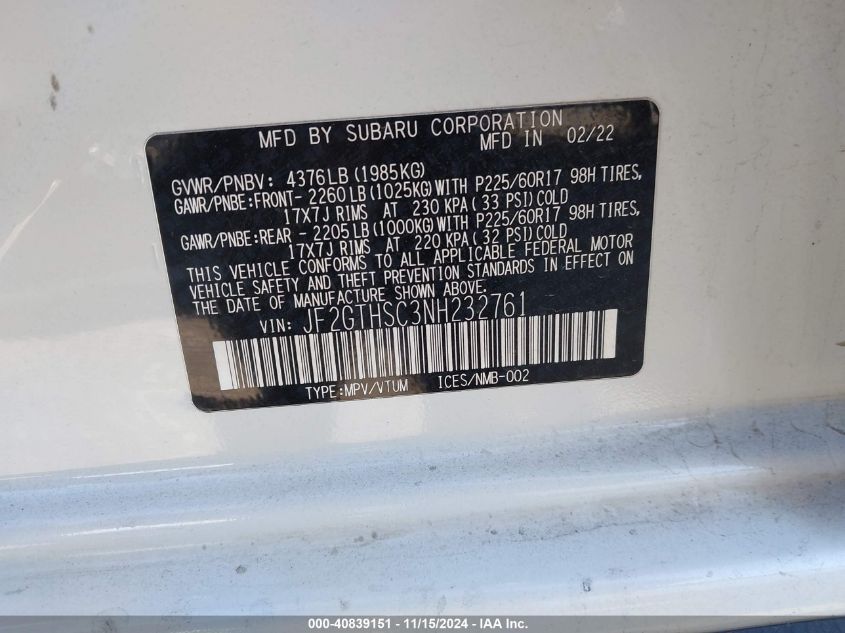 MFD BY SUBARU CORPORATION
MFD IN 02/22
GVWR/PNBV: 4376LB(1985KG)
GAWR/PNBE:FRONT- 2260LB(1025KG)WITH P225/60R17 98H TIRES,
17X7J RIMS AT 230 KPA(33 PSI)COLD
GAWR/PNBE:REAR - 2205LB(1000KG)WITH P225/60R17 98H TIRES,
17X7J RIMS AT 220 KPA(32 PSI)COLD
THIS VEHICLE CONFORMS TO ALL APPLICABLE FEDERAL MOTOR
VEHICLE SAFETY AND THEFT PREVENTION STANDARDS IN EFFECT ON
THE DATE OF MANUFACTURE SHOWN ABOVE.
VIN: JF2GTHSC3NH232761
TYPE:MPV/VTUM ICES/NMB-002
000-40839151 - 11/15/2024 - IAA Inc.